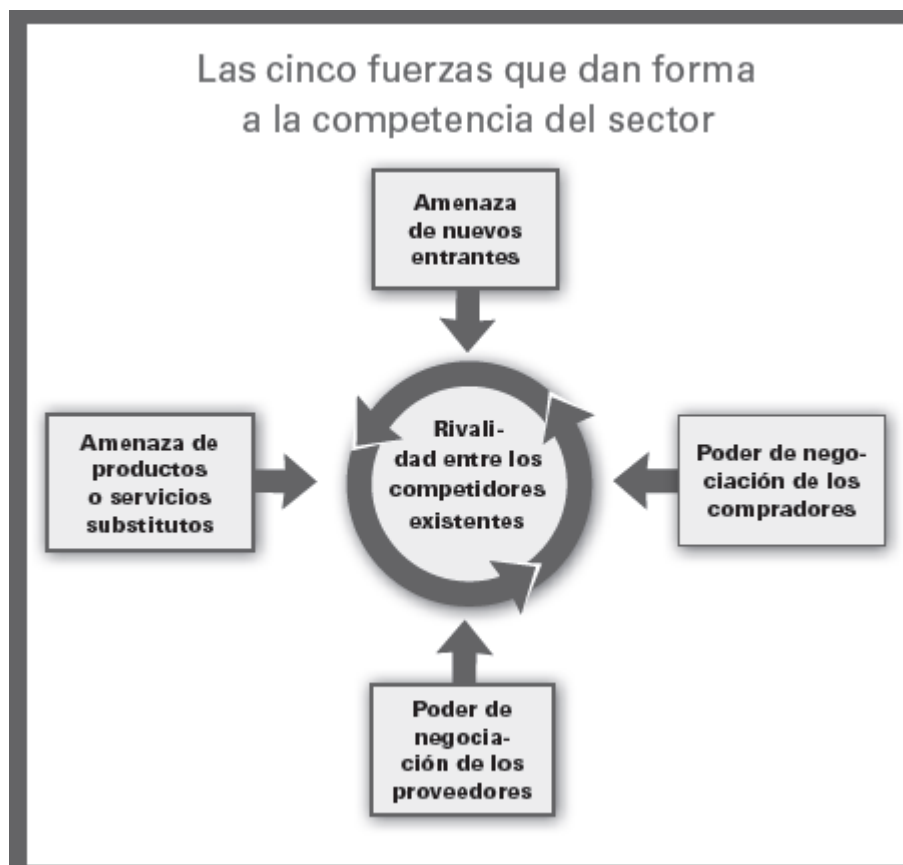 Las cinco fuerzas que dan forma
a la competencia del sector
Amenaza
de nuevos
entrantes
Amenaza de
productos
o servicios
substitutos
Rivali-
dad entre los
competidores
existentes
Poder de nego-
ciación de los
compradores
Poder de
negocia-
ción de los
proveedores